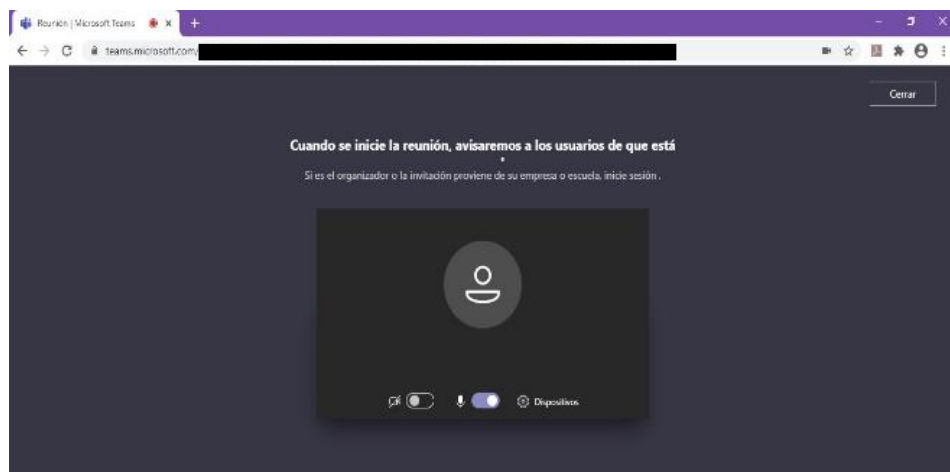 Reunión | Microsoft Teams
teams.microsoft.com/
Cerrar
Cuando se inicie la reunión, avisaremos a los usuarios de que está
Si es el organizador o la invitación proviene de su empresa o escuela, inicie sesión .
Dispositivos